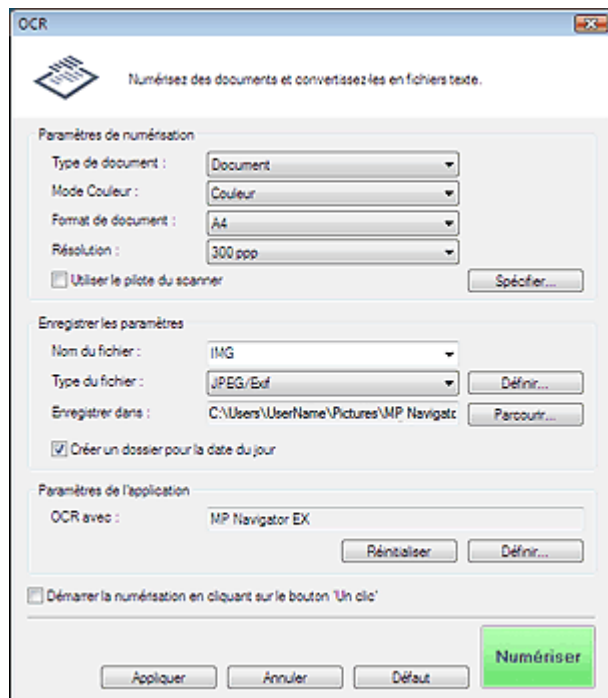 OCR
Numérisez des documents et convertissez-les en fichiers texte.
Paramètres de numérisation
Type de document : Document
Mode Couleur : Couleur
Format de document : A4
Résolution : 300 ppp
Utiliser le pilote du scanner Spécifier...
Enregistrer les paramètres
Nom du fichier : IMG
Type du fichier : JPEG/Exif Définir...
Enregistrer dans : C:\Users\UserName\Pictures\MP Navigatc Parcourir...
Créer un dossier pour la date du jour
Paramètres de l'application
OCR avec : MP Navigator EX
Réinitialiser Définir...
Démarrer la numérisation en cliquant sur le bouton 'Un clic'
Numériser
Appliquer Annuler Défaut